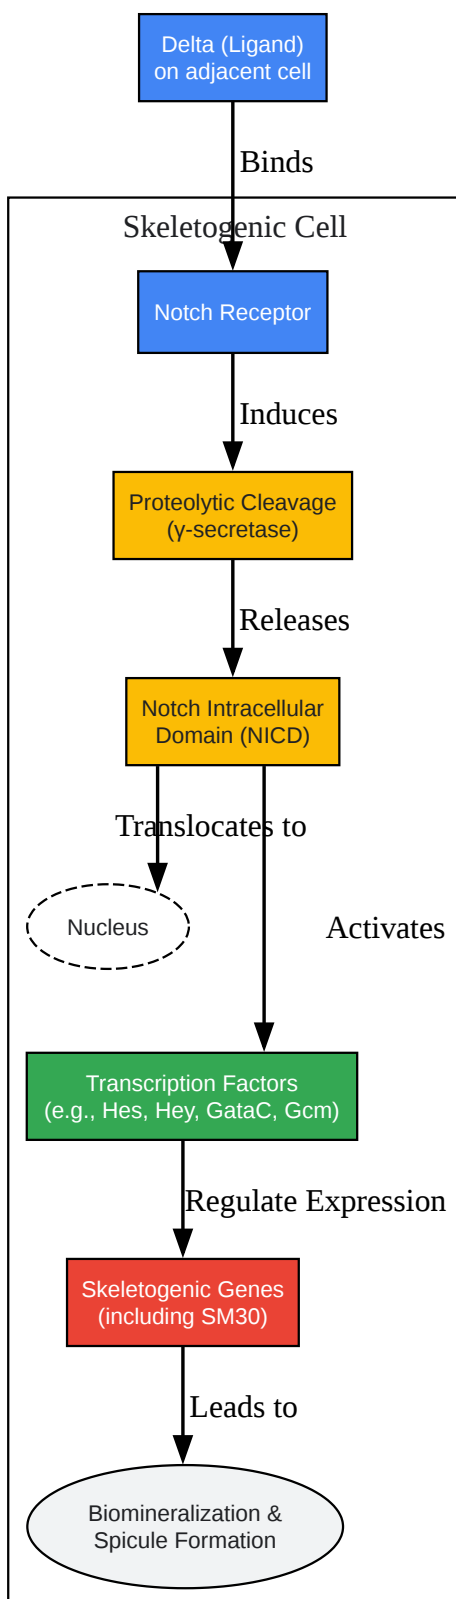 Delta (Ligand)
on adjacent cell
Binds
Skeletogenic Cell
Notch Receptor
Induces
Proteolytic Cleavage
(γ-secretase)
Releases
Notch Intracellular
Domain (NICD)
Translocates to
Nucleus
Activates
Transcription Factors
(e.g., Hes, Hey, GataC, Gcm)
Regulate Expression
Skeletogenic Genes
(including SM30)
Leads to
Biomineralization &
Spicule Formation